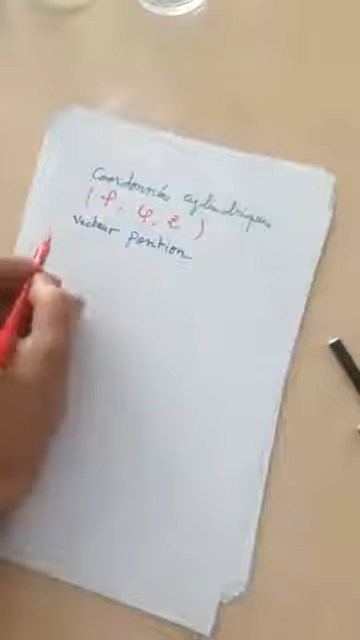 Coordonnées cylindriques
( ρ, φ, z )
Vecteur position